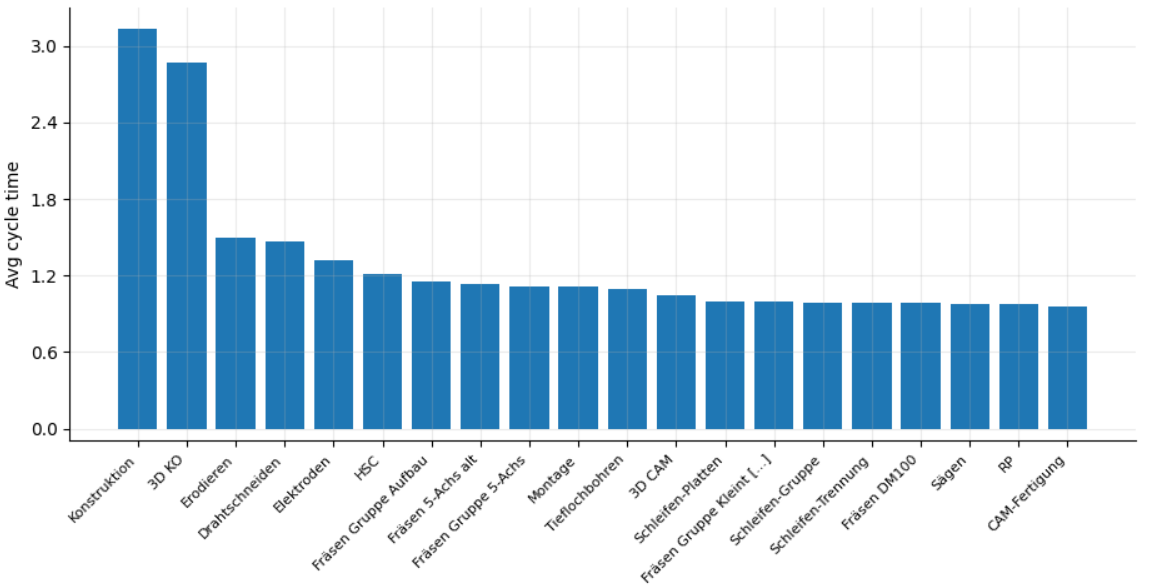 Avg cycle time
3.0
2.4
1.8
1.2
0.6
0.0
Konstruktion
3D KO
Erodieren
Drahtschneiden
Elektroden
HSC
Fräsen Gruppe Aufbau
Fräsen 5-Achs alt
Fräsen Gruppe 5-Achs
Montage
Tieflochbohren
3D CAM
Schleifen-Platten
Fräsen Gruppe Kleint [...]
Schleifen-Gruppe
Schleifen-Trennung
Fräsen DM100
Sägen
RP
CAM-Fertigung